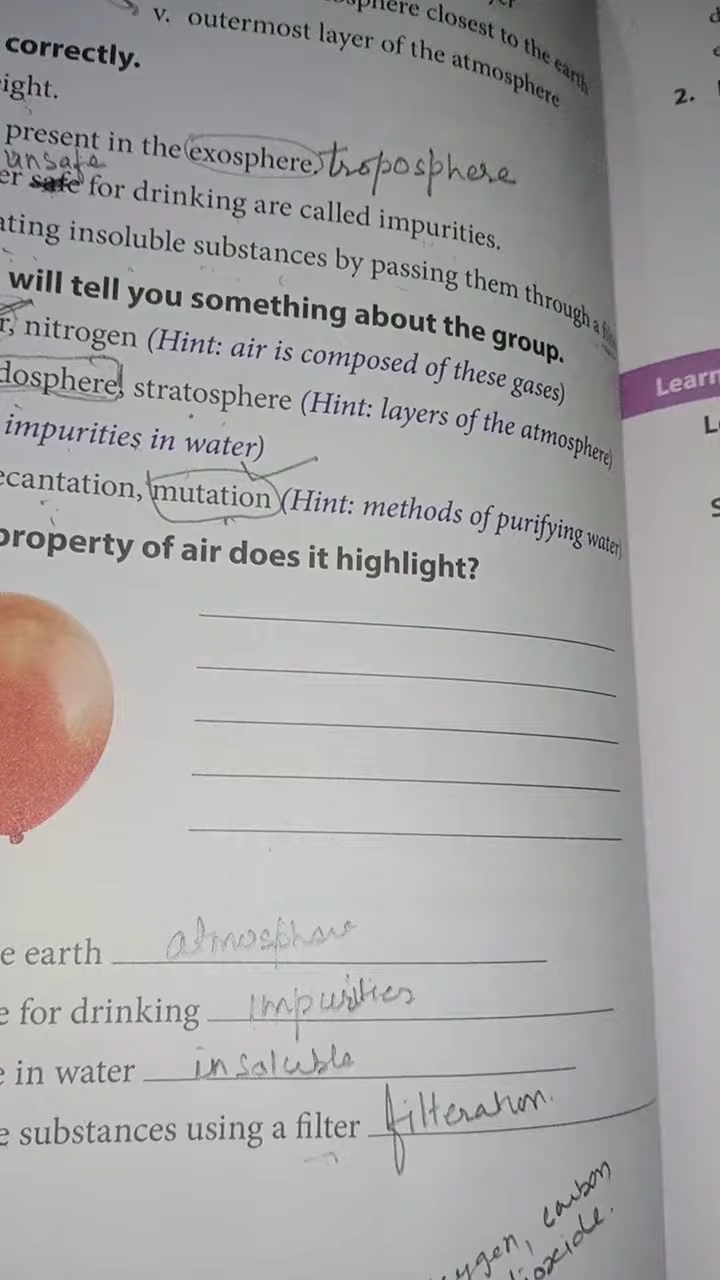 sphere closest to the earth
v. outermost layer of the atmosphere
correctly.
eight.
present in the exosphere, troposphere
unsafe
er safe for drinking are called impurities.
ating insoluble substances by passing them through a
will tell you something about the group.
r, nitrogen (Hint: air is composed of these gases)
dosphere, stratosphere (Hint: layers of the atmosphere)
impurities in water)
ecantation, mutation (Hint: methods of purifying water)
property of air does it highlight?
e earth atmosphere
e for drinking Impurities
e in water insoluble
e substances using a filter filteration.
ygen, carbon
dioxide.
2.
Learn
L
S